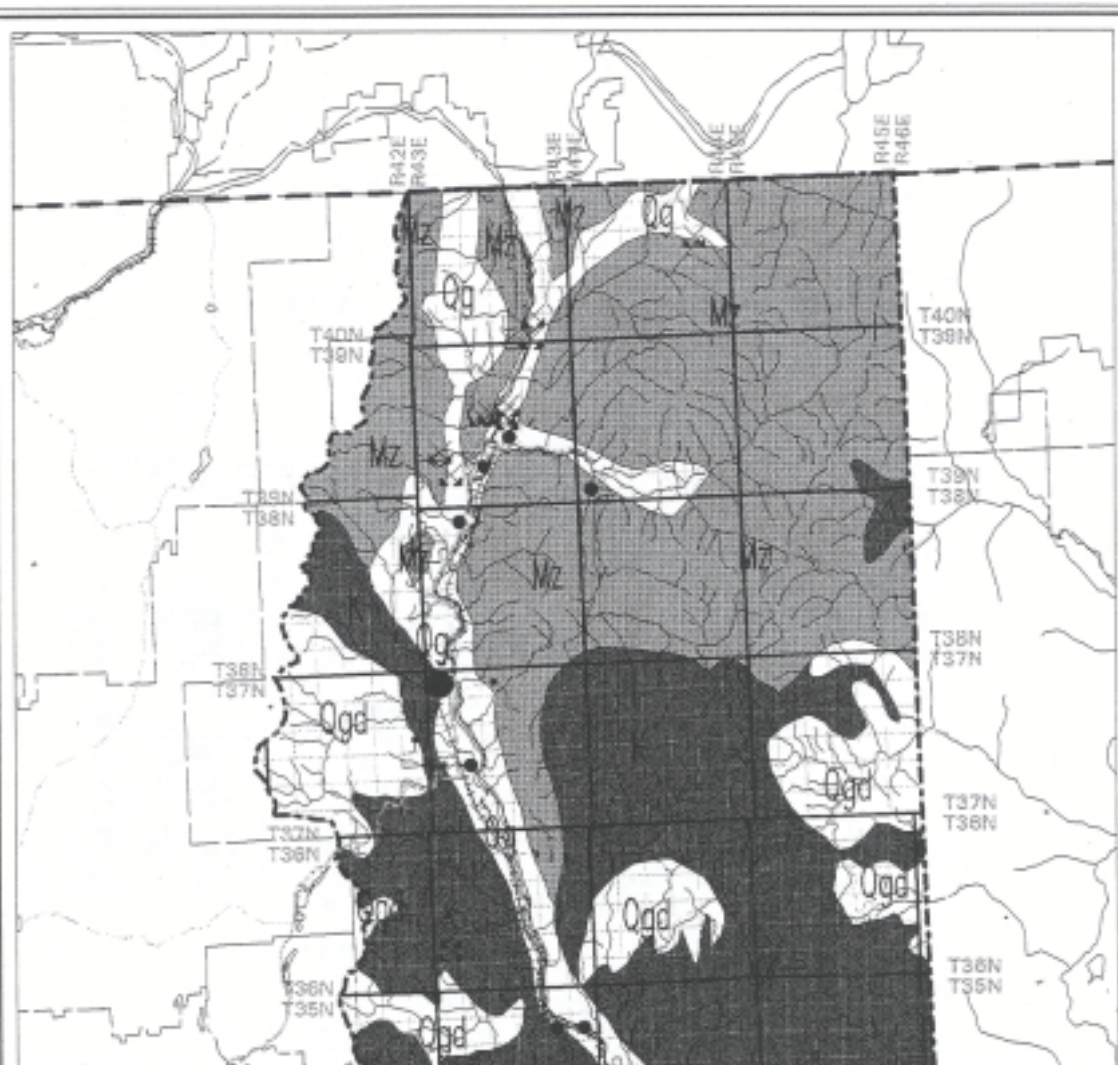 R42E
R43E
R43E
R44E
R44E
R45E
R45E
R46E
Mz
Mz
Mz
Qg
Qg
Mz
T40N
T39N
T40N
T39N
Mz
T39N
T38N
T39N
T38N
Mz
Mz
Mz
K
Qg
T38N
T37N
T38N
T37N
Qgd
K
Qgd
T37N
T36N
T37N
T36N
Qg
Qgd
Qgd
T36N
T35N
T36N
T35N
Qgd